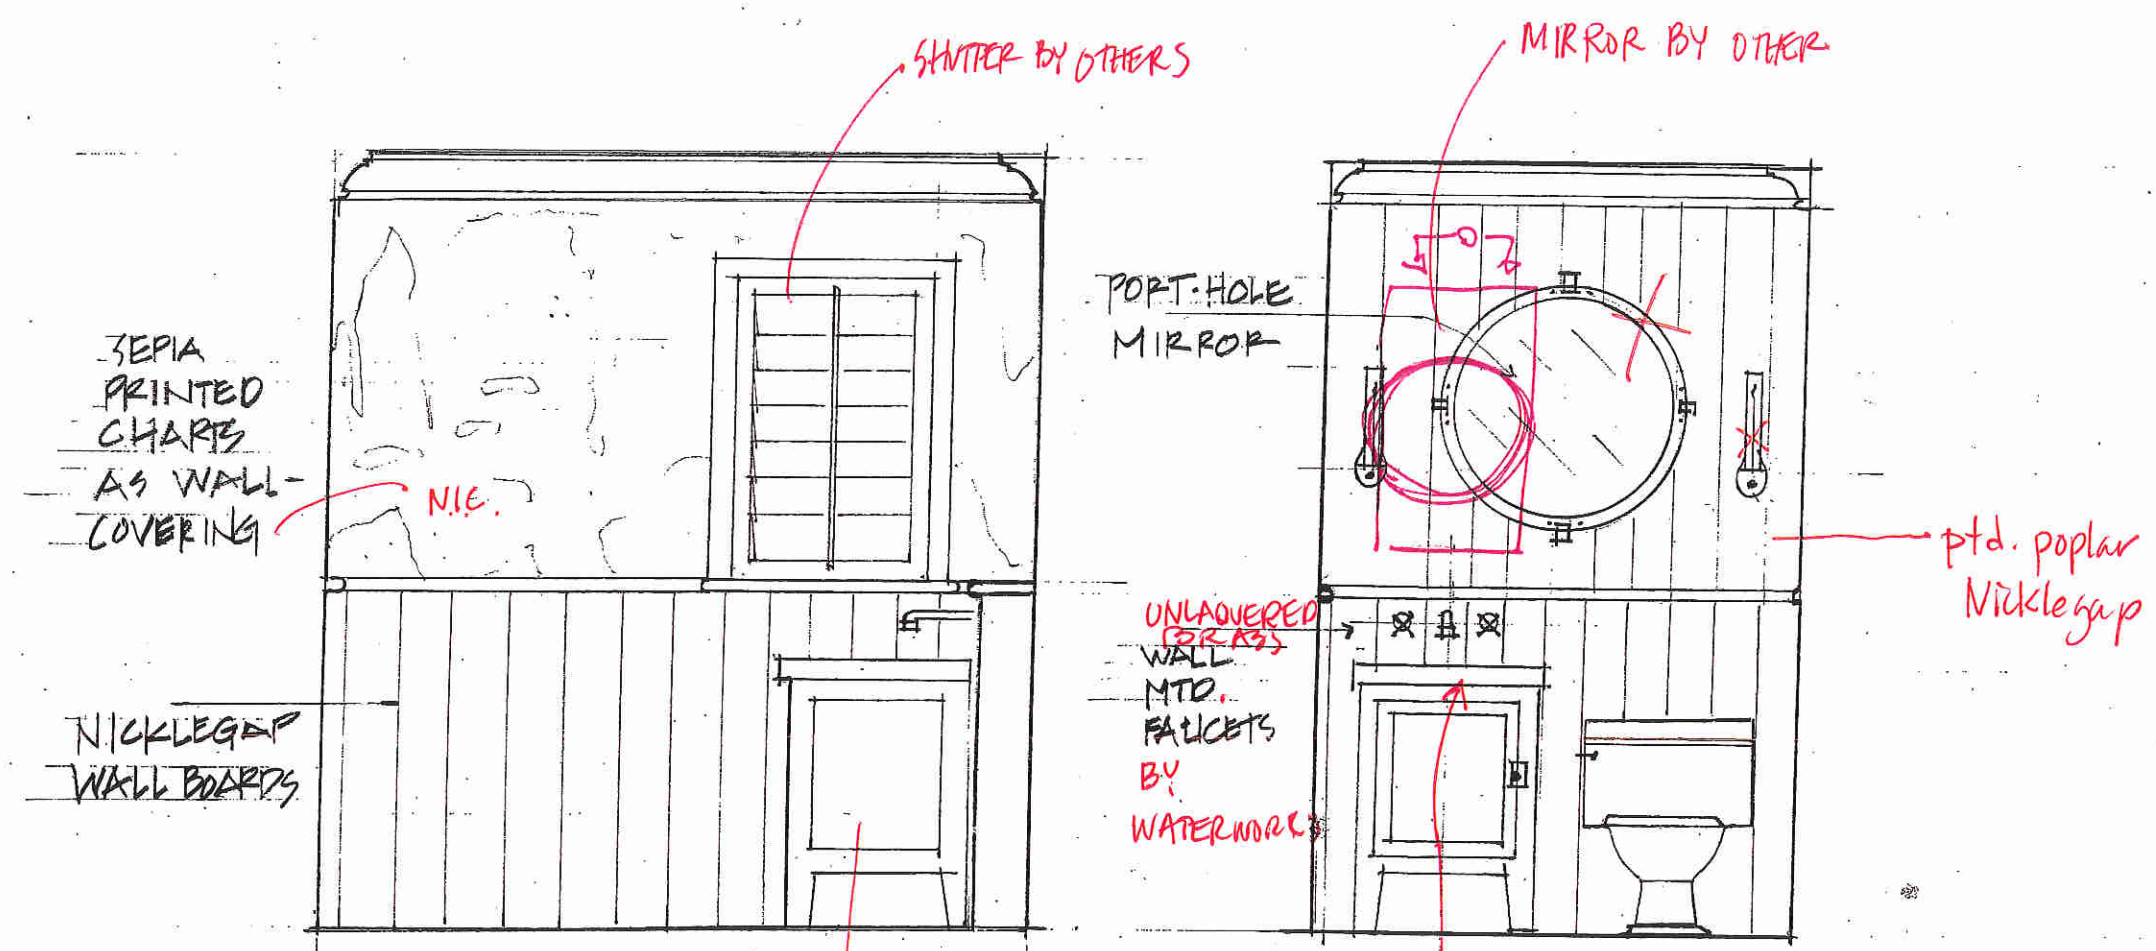 SHUTTER BY OTHERS
MIRROR BY OTHER
SEPIA
PRINTED
CHARTS
AS WALL-
COVERING
N.I.C.
NICKLEGAP
WALL BOARDS
PORT-HOLE
MIRROR
UNLAQUERED
BRASS
WALL
MTD.
FAUCETS
BY
WATERWORKS
ptd. poplar
Nicklegap